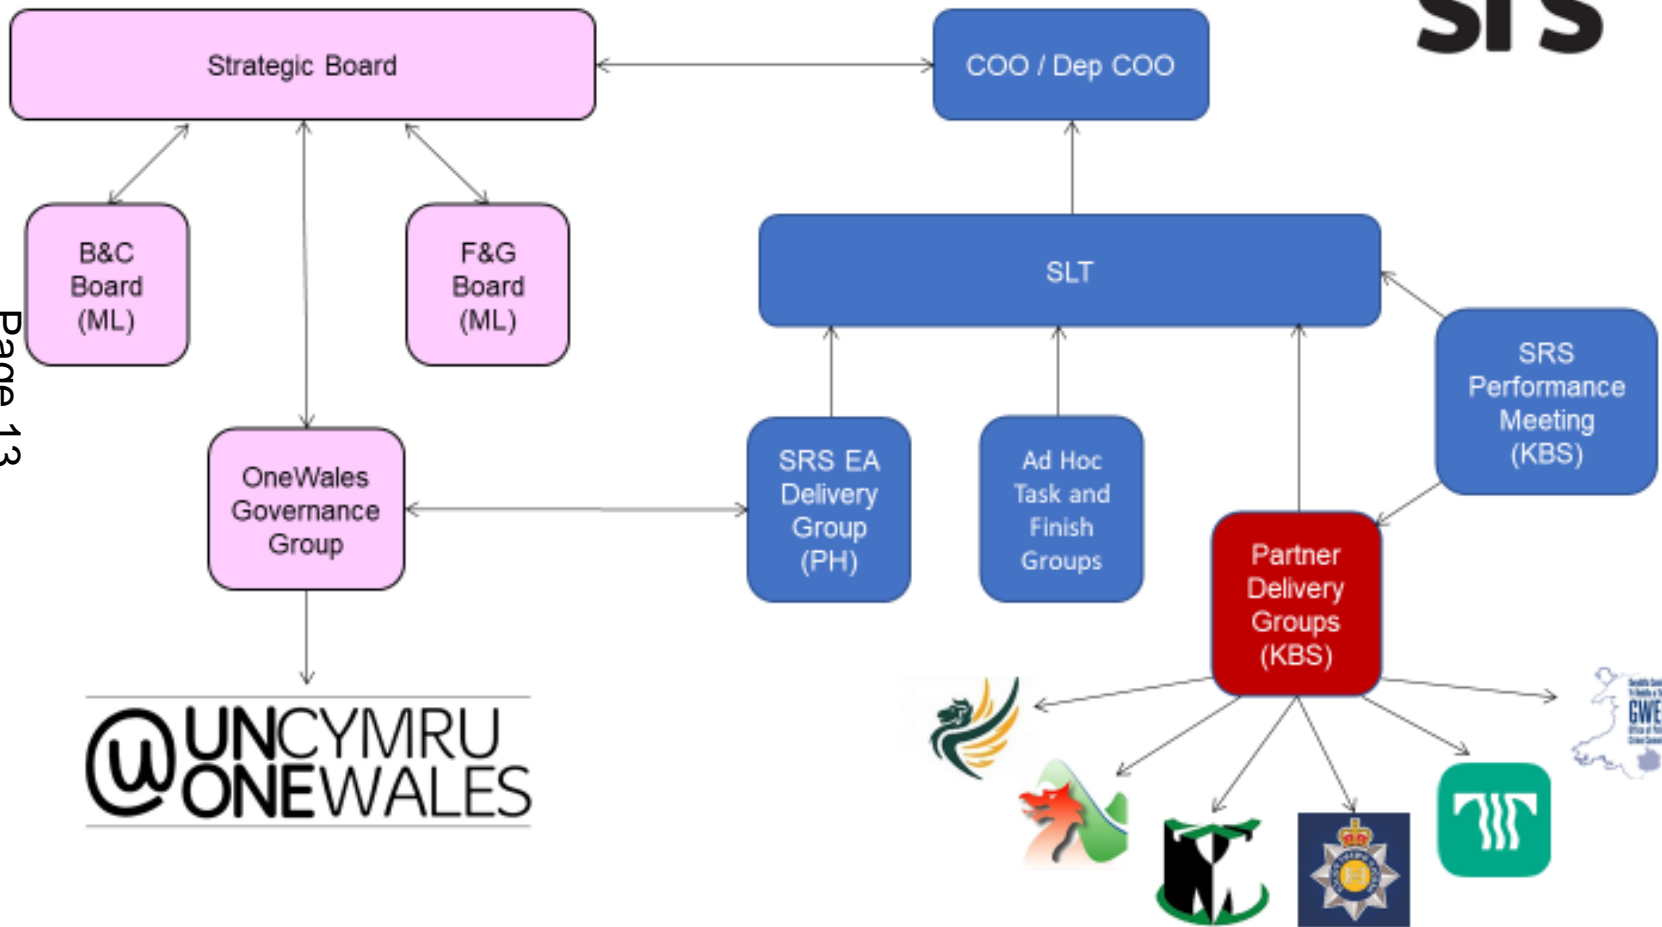 srs
Strategic Board
COO / Dep COO
B&C
Board
(ML)
F&G
Board
(ML)
SLT
SRS
Performance
Meeting
(KBS)
Page 13
OneWales
Governance
Group
SRS EA
Delivery
Group
(PH)
Ad Hoc
Task and
Finish
Groups
Partner
Delivery
Groups
(KBS)
@UNCYMRU
ONEWALES
GWE